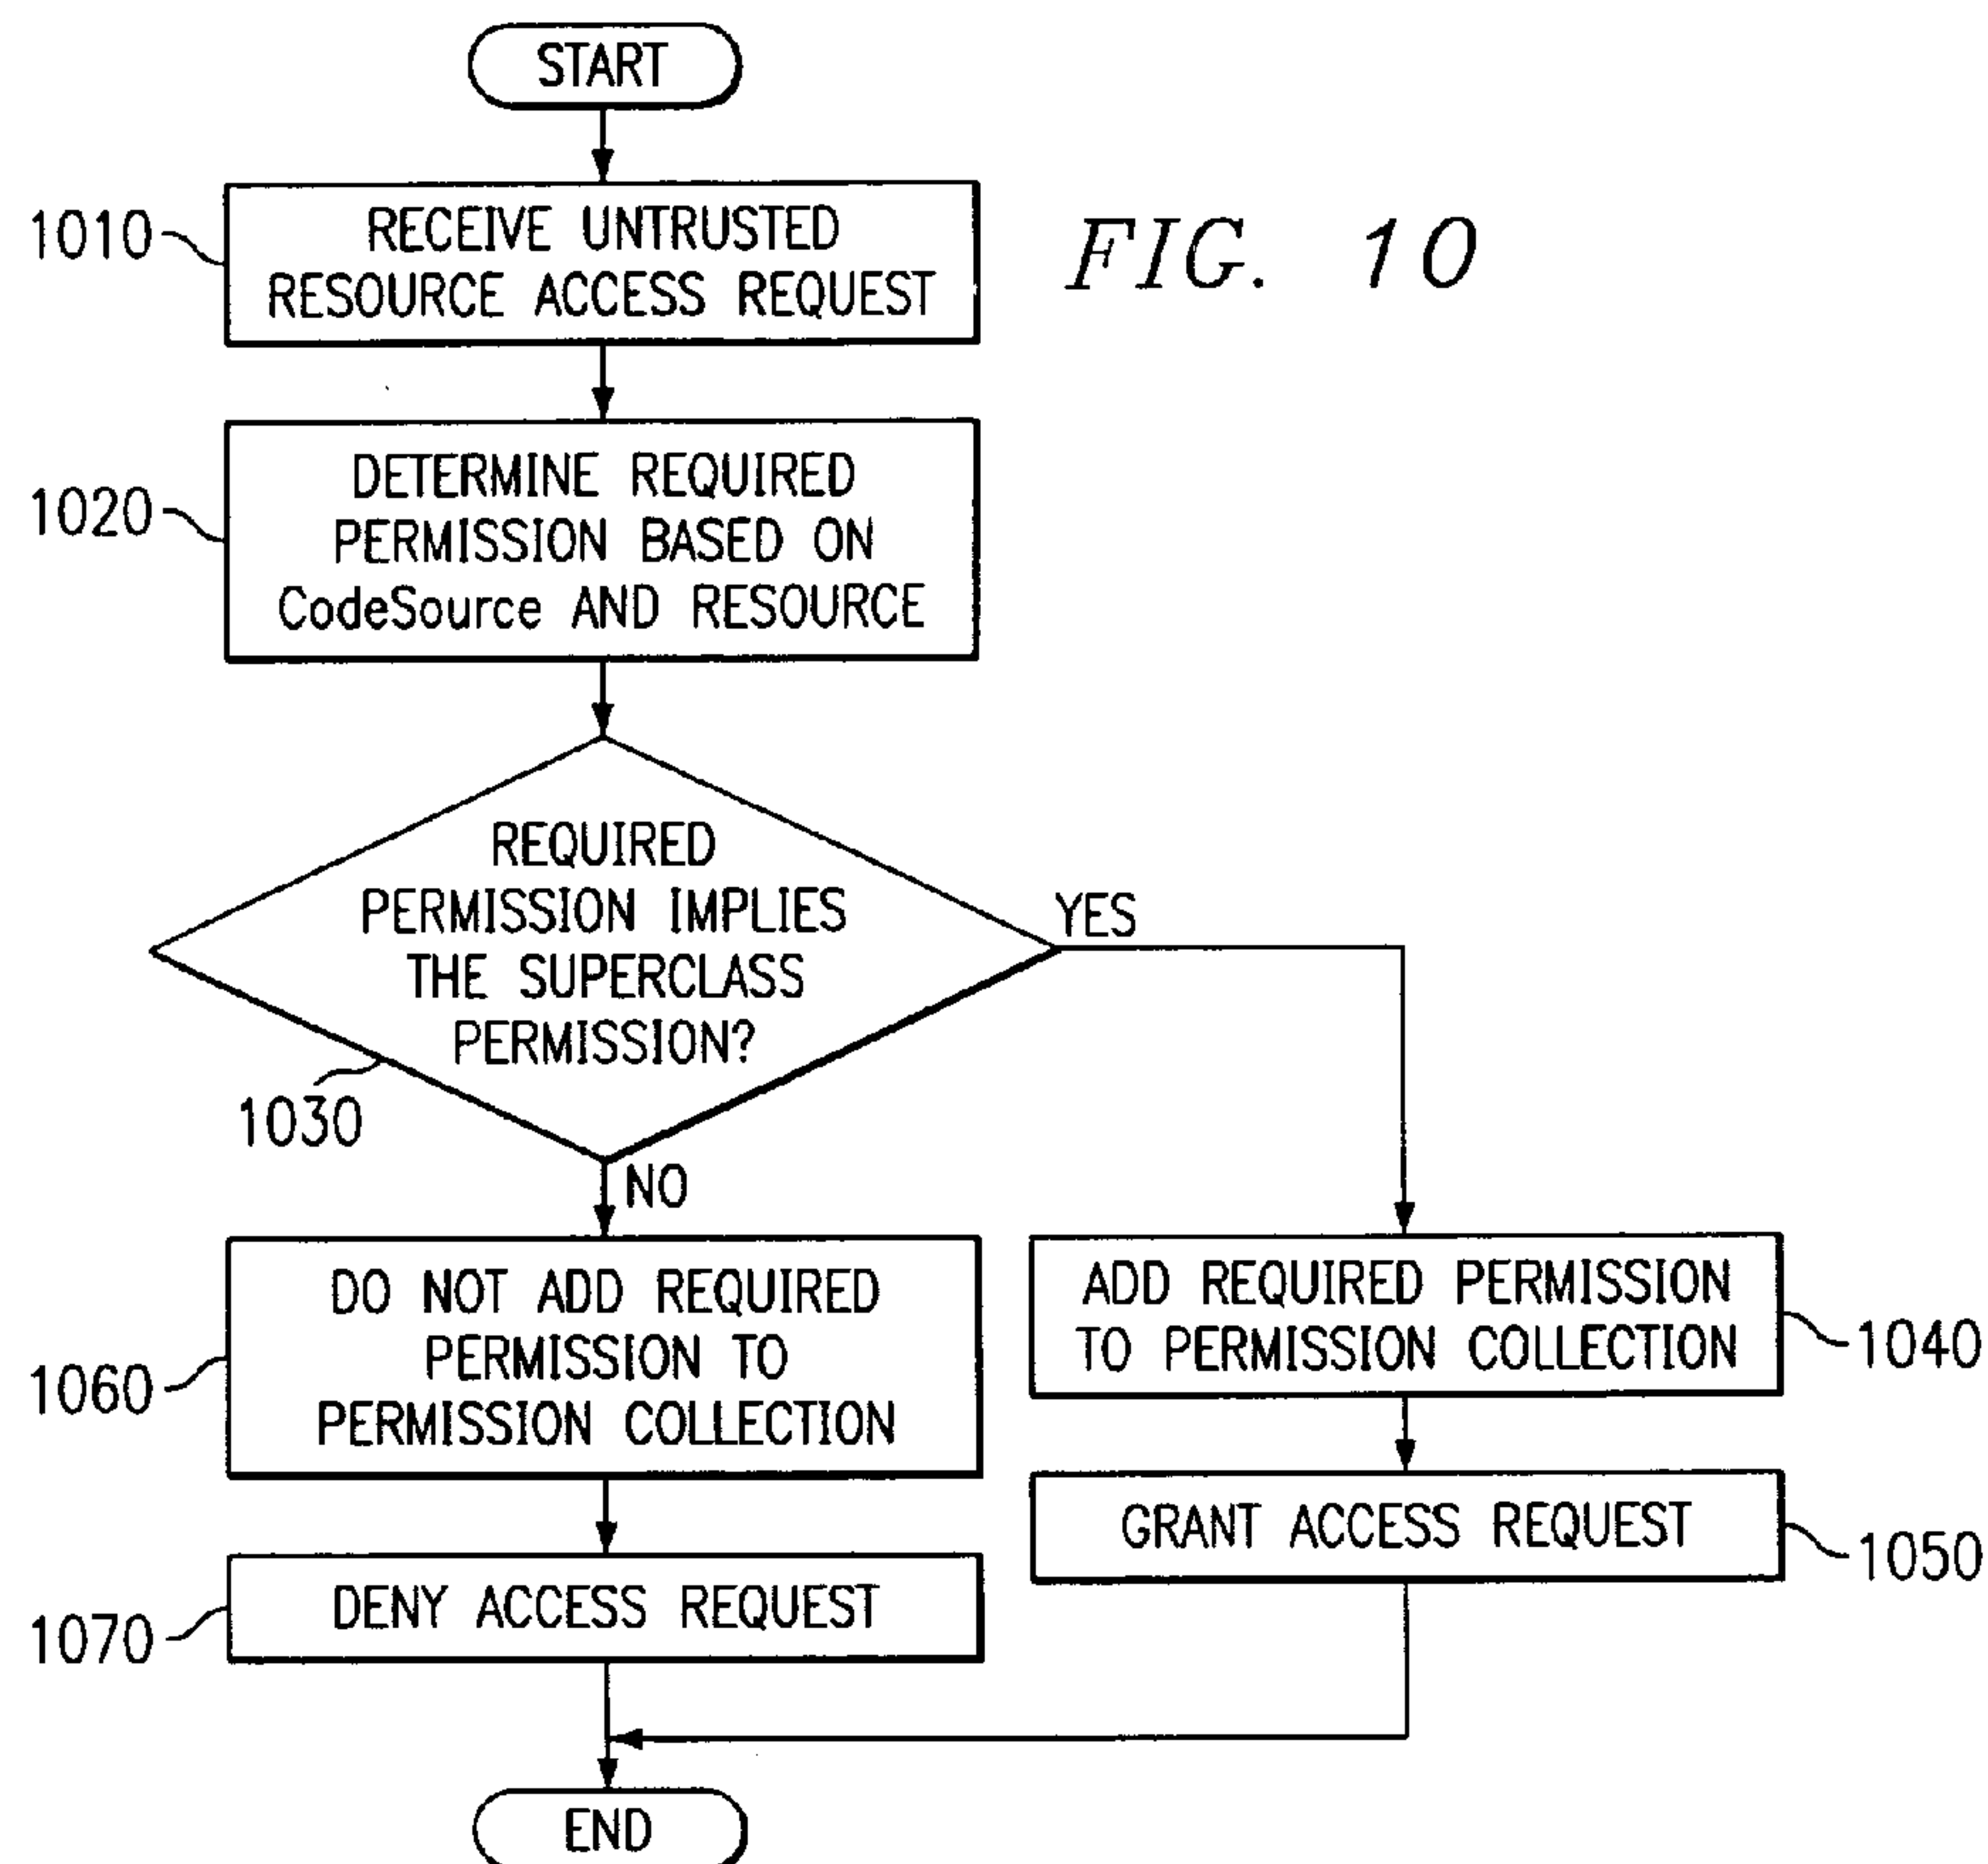 START
1010
RECEIVE UNTRUSTED
RESOURCE ACCESS REQUEST
FIG. 10
1020
DETERMINE REQUIRED
PERMISSION BASED ON
CodeSource AND RESOURCE
REQUIRED
PERMISSION IMPLIES
THE SUPERCLASS
PERMISSION?
YES
1030
NO
1060
DO NOT ADD REQUIRED
PERMISSION TO
PERMISSION COLLECTION
ADD REQUIRED PERMISSION
TO PERMISSION COLLECTION
1040
GRANT ACCESS REQUEST
1050
1070
DENY ACCESS REQUEST
END